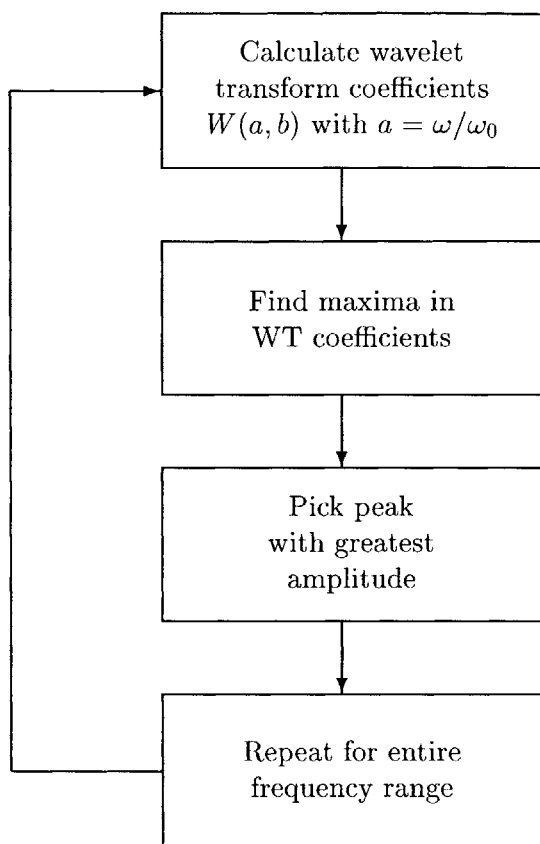 Calculate wavelet
transform coefficients
W(a, b) with a = ω/ω₀
Find maxima in
WT coefficients
Pick peak
with greatest
amplitude
Repeat for entire
frequency range